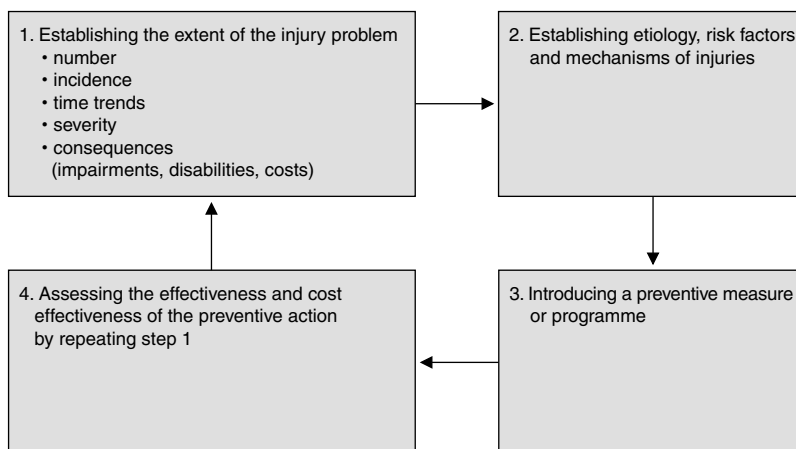 1. Establishing the extent of the injury problem
• number
• incidence
• time trends
• severity
• consequences
(impairments, disabilities, costs)
2. Establishing etiology, risk factors
and mechanisms of injuries
3. Introducing a preventive measure
or programme
4. Assessing the effectiveness and cost
effectiveness of the preventive action
by repeating step 1